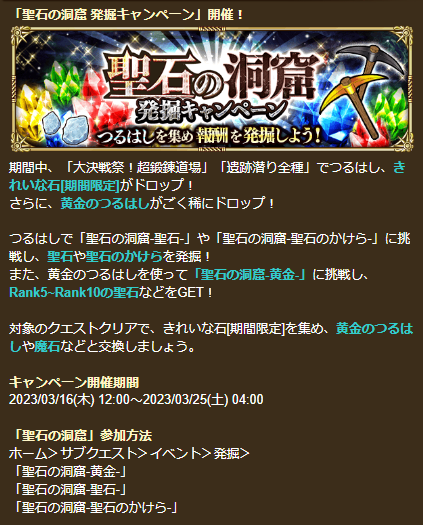 「聖石の洞窟 発掘キャンペーン」開催！
聖石の洞窟
発掘キャンペーン
つるはしを集め 報酬を発掘しよう！
期間中、「大決戦祭！超鍛錬道場」「遺跡潜り全種」でつるはし、き
れいな石[期間限定]がドロップ！
さらに、黄金のつるはしがごく稀にドロップ！
つるはしで「聖石の洞窟-聖石-」や「聖石の洞窟-聖石のかけら-」に挑
戦し、聖石や聖石のかけらを発掘！
また、黄金のつるはしを使って「聖石の洞窟-黄金-」に挑戦し、
Rank5~Rank10の聖石などをGET！
対象のクエストクリアで、きれいな石[期間限定]を集め、黄金のつるは
しや魔石などと交換しましょう。
キャンペーン開催期間
2023/03/16(木) 12:00～2023/03/25(土) 04:00
「聖石の洞窟」参加方法
ホーム＞サブクエスト＞イベント＞発掘＞
「聖石の洞窟-黄金-」
「聖石の洞窟-聖石-」
「聖石の洞窟-聖石のかけら-」